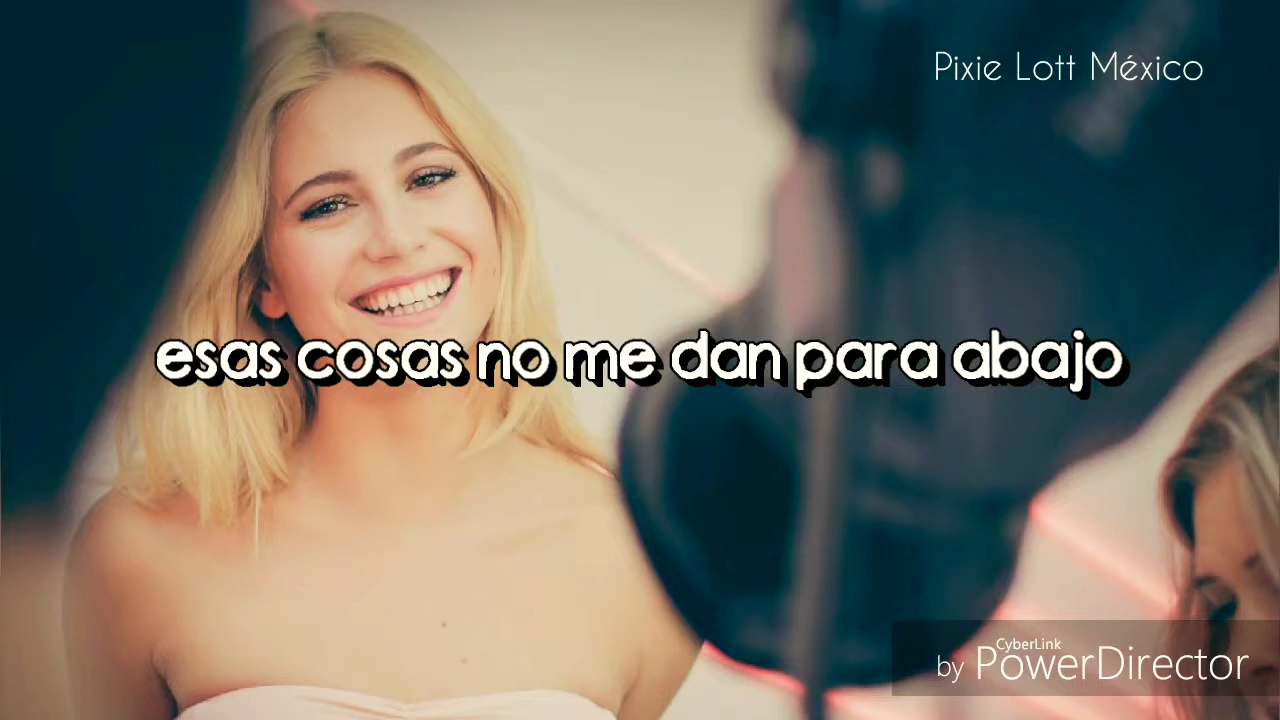 Pixie Lott México
esas cosas no me dan para abajo
CyberLink
by PowerDirector